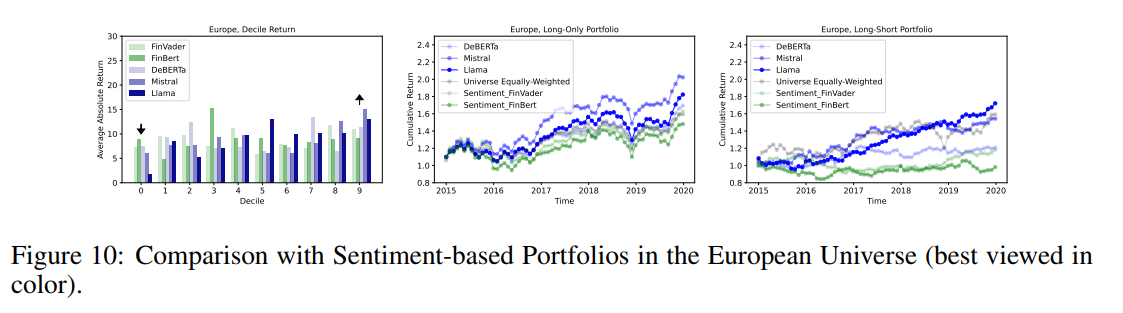 Europe, Decile Return
Average Absolute Return
30
25
20
15
10
5
0
FinVader
FinBert
DeBERTa
Mistral
Llama
0 1 2 3 4 5 6 7 8 9
Decile
Europe, Long-Only Portfolio
Cumulative Return
2.4
2.2
2.0
1.8
1.6
1.4
1.2
1.0
0.8
DeBERTa
Mistral
Llama
Universe Equally-Weighted
Sentiment_FinVader
Sentiment_FinBert
2015 2016 2017 2018 2019 2020
Time
Europe, Long-Short Portfolio
Cumulative Return
2.4
2.2
2.0
1.8
1.6
1.4
1.2
1.0
0.8
DeBERTa
Mistral
Llama
Universe Equally-Weighted
Sentiment_FinVader
Sentiment_FinBert
2015 2016 2017 2018 2019 2020
Time
Figure 10: Comparison with Sentiment-based Portfolios in the European Universe (best viewed in
color).